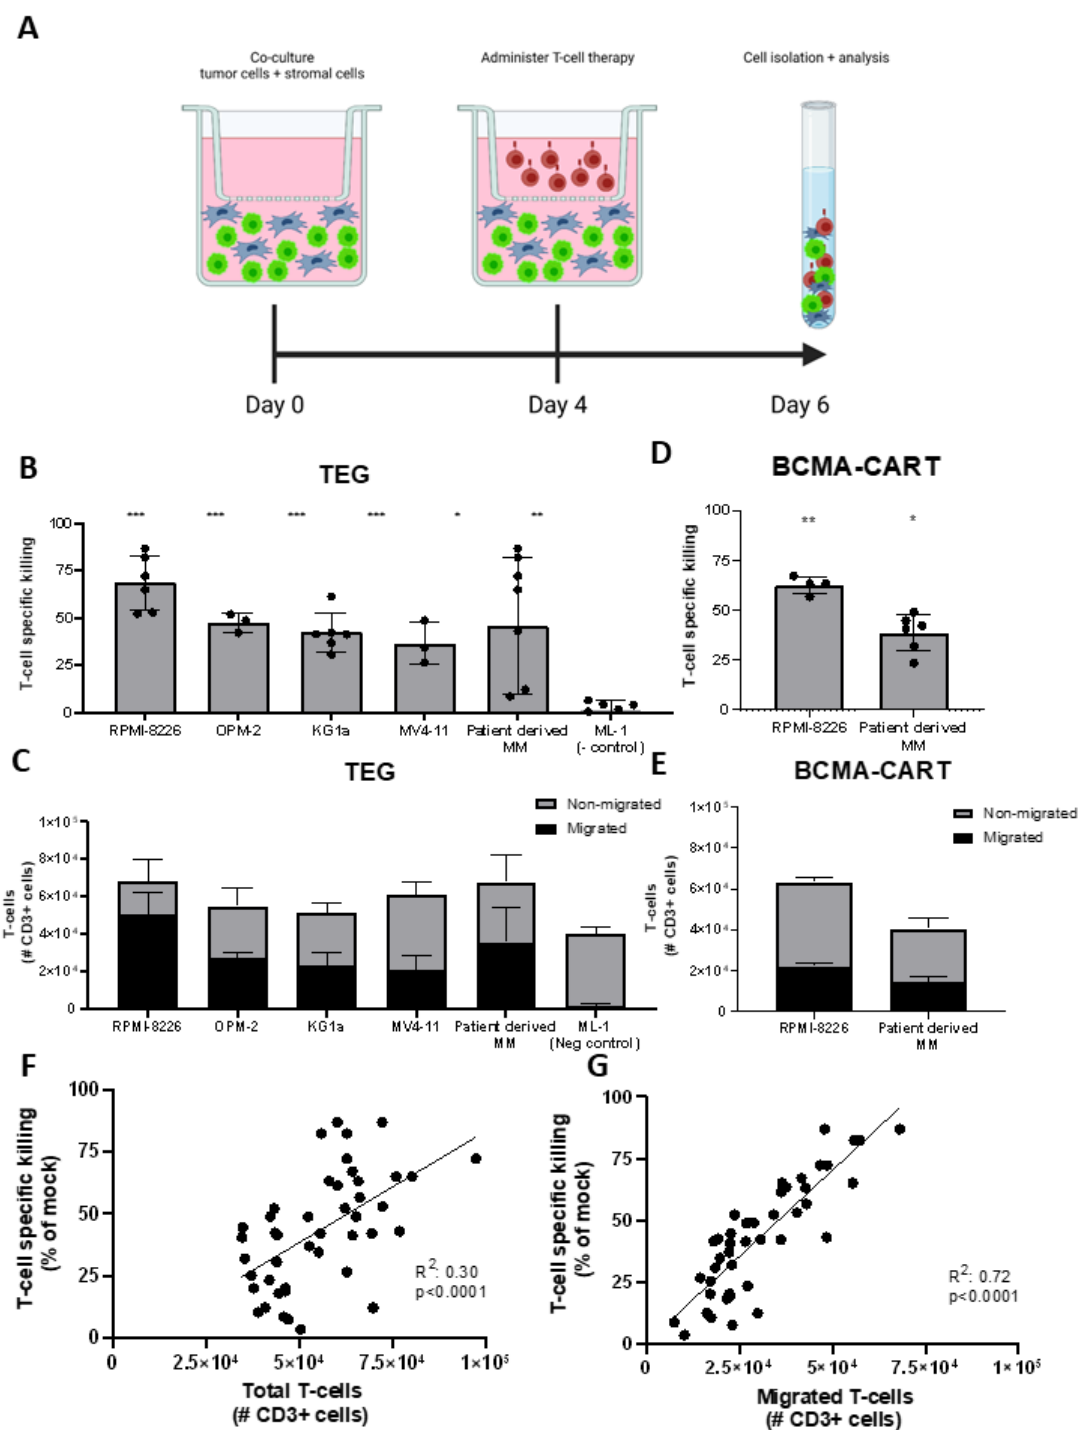 A
Co-culture
tumor cells + stromal cells
Administer T-cell therapy
Cell isolation + analysis
Day 0
Day 4
Day 6
B
TEG
T-cell specific killing
100
75
50
25
0
***
***
***
***
*
**
RPMI-8226
OPM-2
KG1a
MV4-11
Patient derived
MM
ML-1
(- control)
D
BCMA-CART
T-cell specific killing
100
75
50
25
0
**
*
RPMI-8226
Patient derived
MM
C
TEG
Non-migrated
Migrated
T-cells
(# CD3+ cells)
1×10⁵
8×10⁴
6×10⁴
4×10⁴
2×10⁴
0
RPMI-8226
OPM-2
KG1a
MV4-11
Patient derived
MM
ML-1
(Neg control)
E
BCMA-CART
Non-migrated
Migrated
T-cells
(# CD3+ cells)
1×10⁵
8×10⁴
6×10⁴
4×10⁴
2×10⁴
0
RPMI-8226
Patient derived
MM
F
T-cell specific killing
(% of mock)
100
75
50
25
0
R²: 0.30
p<0.0001
0
2.5×10⁴
5×10⁴
7.5×10⁴
1×10⁵
Total T-cells
(# CD3+ cells)
G
T-cell specific killing
(% of mock)
100
75
50
25
0
R²: 0.72
p<0.0001
0
2.5×10⁴
5×10⁴
7.5×10⁴
1×10⁵
Migrated T-cells
(# CD3+ cells)